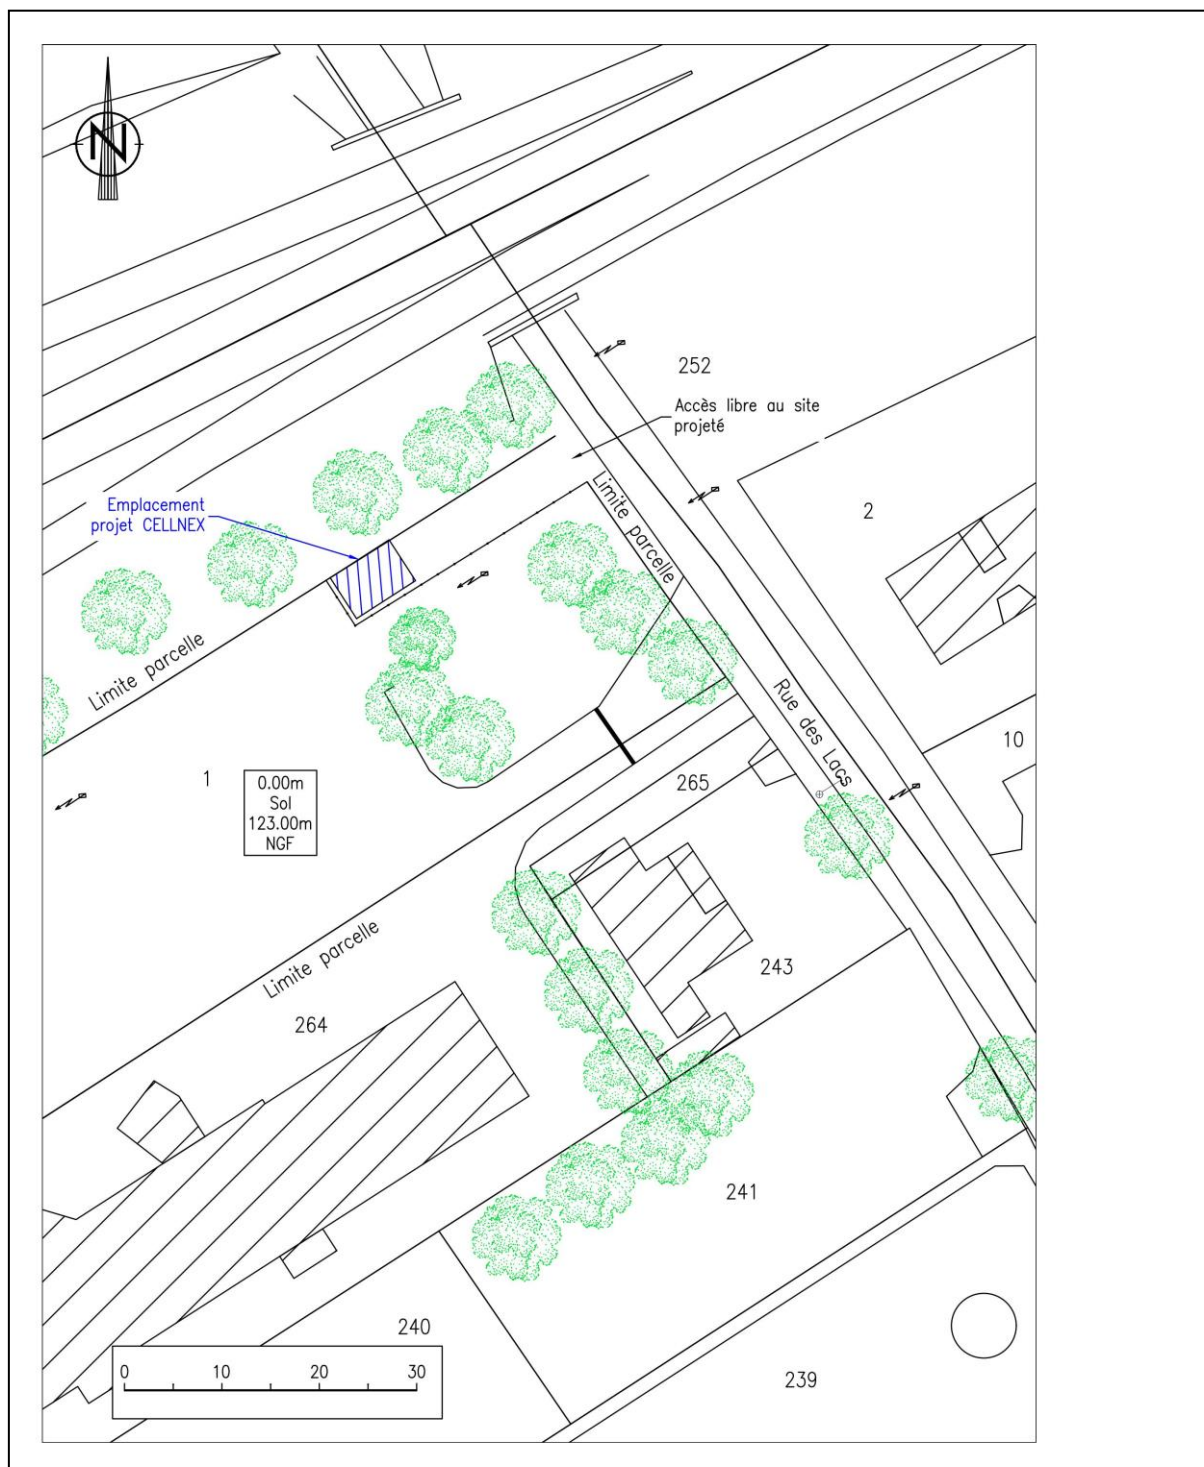 N
252
Accès libre au site
projeté
Emplacement
projet CELLNEX
Limite parcelle
2
Limite parcelle
Rue des Lacs
10
1
0.00m
Sol
123.00m
NGF
265
Limite parcelle
243
264
241
240
239
0 10 20 30